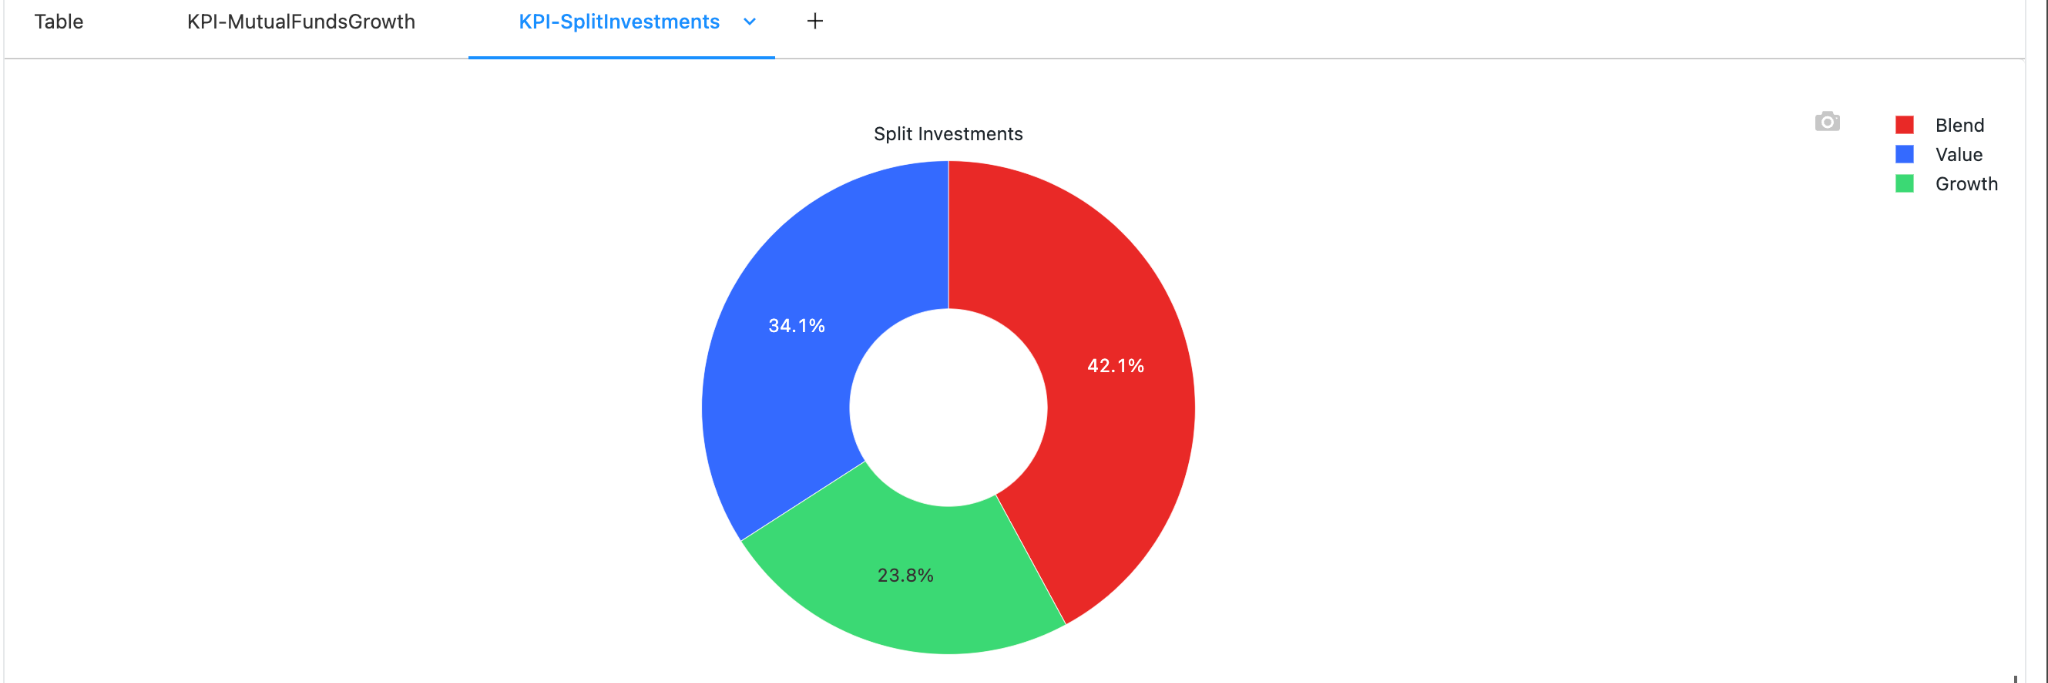 Table KPI-MutualFundsGrowth KPI-SplitInvestments +
Split Investments
Blend
Value
Growth
34.1%
42.1%
23.8%